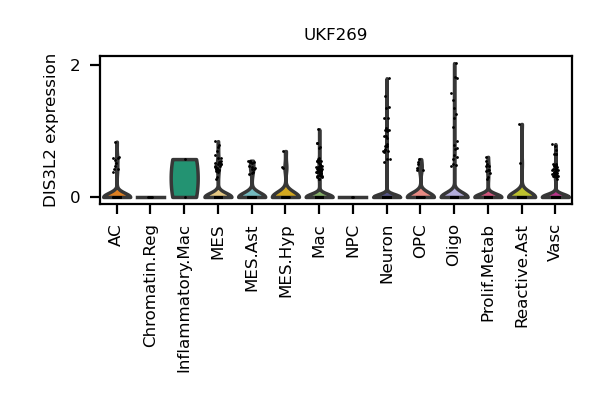 UKF269
DIS3L2 expression
2
0
AC
Chromatin.Reg
Inflammatory.Mac
MES
MES.Ast
MES.Hyp
Mac
NPC
Neuron
OPC
Oligo
Prolif.Metab
Reactive.Ast
Vasc